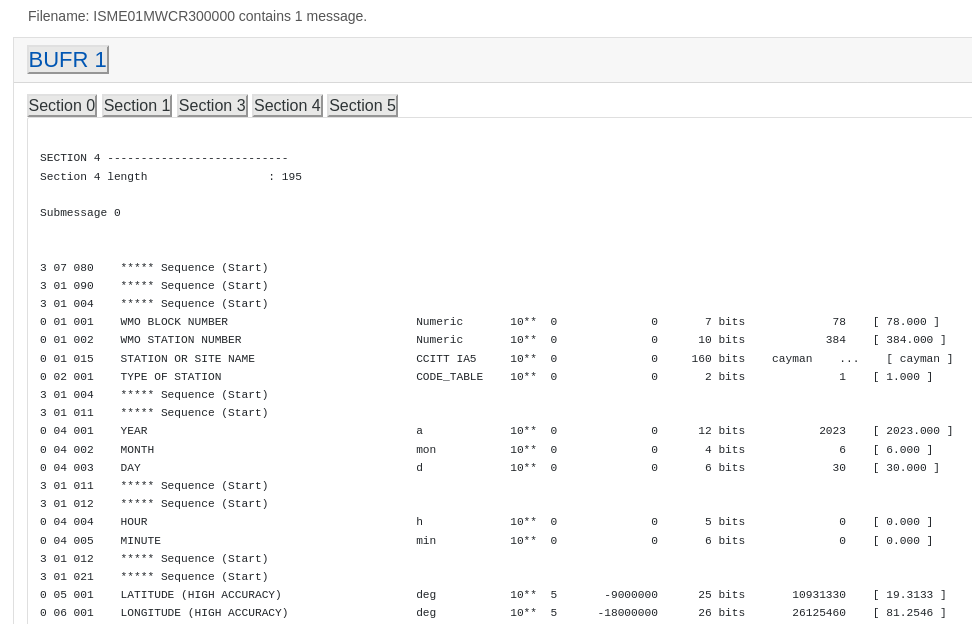 Filename: ISME01MWCR300000 contains 1 message.
BUFR 1
Section 0 Section 1 Section 3 Section 4 Section 5
SECTION 4 ---------------------------
Section 4 length : 195
Submessage 0
3 07 080 ***** Sequence (Start)
3 01 090 ***** Sequence (Start)
3 01 004 ***** Sequence (Start)
0 01 001 WMO BLOCK NUMBER Numeric 10** 0 0 7 bits 78 [ 78.000 ]
0 01 002 WMO STATION NUMBER Numeric 10** 0 0 10 bits 384 [ 384.000 ]
0 01 015 STATION OR SITE NAME CCITT IA5 10** 0 0 160 bits cayman ... [ cayman ]
0 02 001 TYPE OF STATION CODE_TABLE 10** 0 0 2 bits 1 [ 1.000 ]
3 01 004 ***** Sequence (Start)
3 01 011 ***** Sequence (Start)
0 04 001 YEAR a 10** 0 0 12 bits 2023 [ 2023.000 ]
0 04 002 MONTH mon 10** 0 0 4 bits 6 [ 6.000 ]
0 04 003 DAY d 10** 0 0 6 bits 30 [ 30.000 ]
3 01 011 ***** Sequence (Start)
3 01 012 ***** Sequence (Start)
0 04 004 HOUR h 10** 0 0 5 bits 0 [ 0.000 ]
0 04 005 MINUTE min 10** 0 0 6 bits 0 [ 0.000 ]
3 01 012 ***** Sequence (Start)
3 01 021 ***** Sequence (Start)
0 05 001 LATITUDE (HIGH ACCURACY) deg 10** 5 -9000000 25 bits 10931330 [ 19.3133 ]
0 06 001 LONGITUDE (HIGH ACCURACY) deg 10** 5 -18000000 26 bits 26125460 [ 81.2546 ]